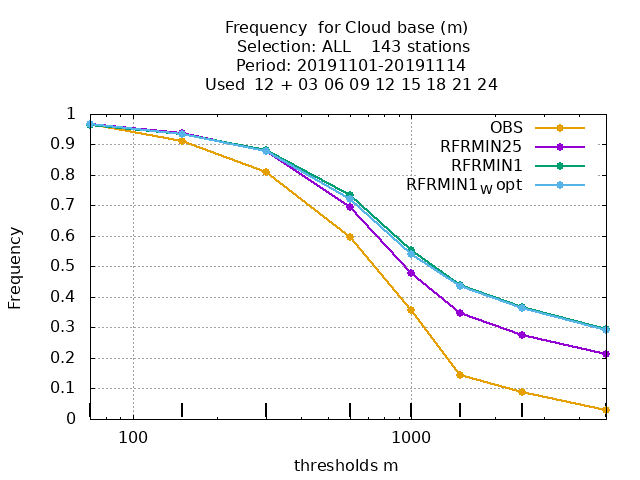 Frequency  for Cloud base (m)
Selection: ALL    143 stations
Period: 20191101-20191114
Used  12 + 03 06 09 12 15 18 21 24
OBS
RFRMIN25
RFRMIN1
RFRMIN1W opt
1
0.9
0.8
0.7
0.6
0.5
0.4
0.3
0.2
0.1
0
Frequency
100 1000
thresholds m